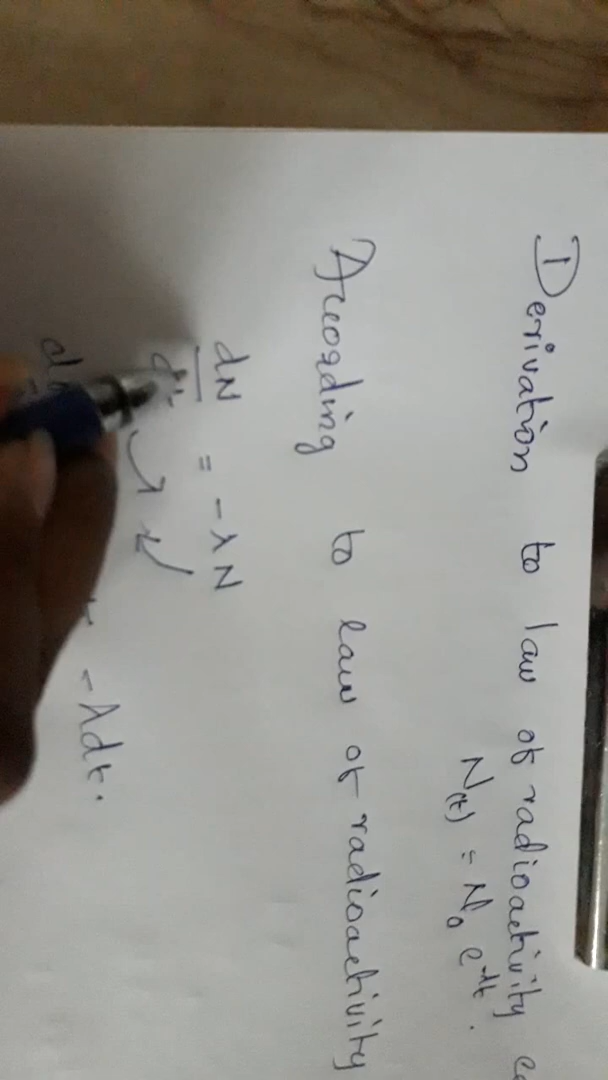 Derivation to law of radioactivity
N(t) = N₀ e^-λt.
According to law of radioactivity
dN
—— = -λN
dt
= -λdt.